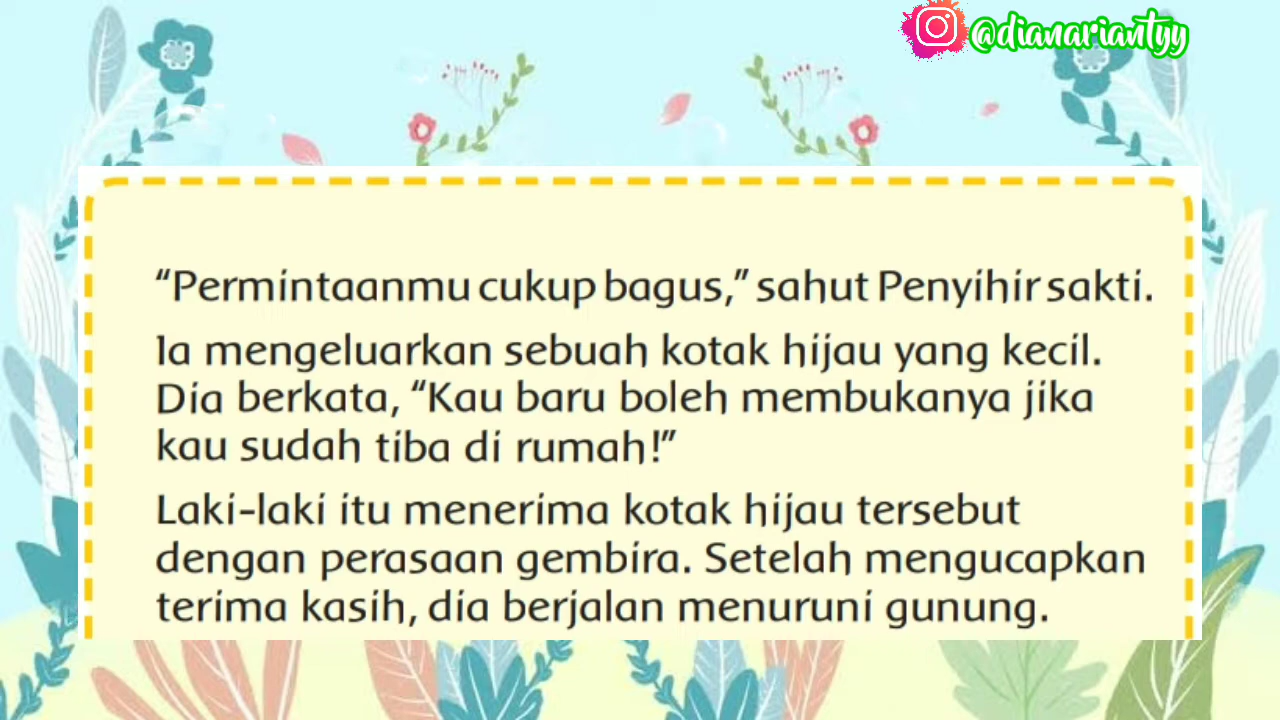 @dianariantyy
“Permintaanmu cukup bagus,” sahut Penyihir sakti.
Ia mengeluarkan sebuah kotak hijau yang kecil.
Dia berkata, “Kau baru boleh membukanya jika
kau sudah tiba di rumah!”
Laki-laki itu menerima kotak hijau tersebut
dengan perasaan gembira. Setelah mengucapkan
terima kasih, dia berjalan menuruni gunung.